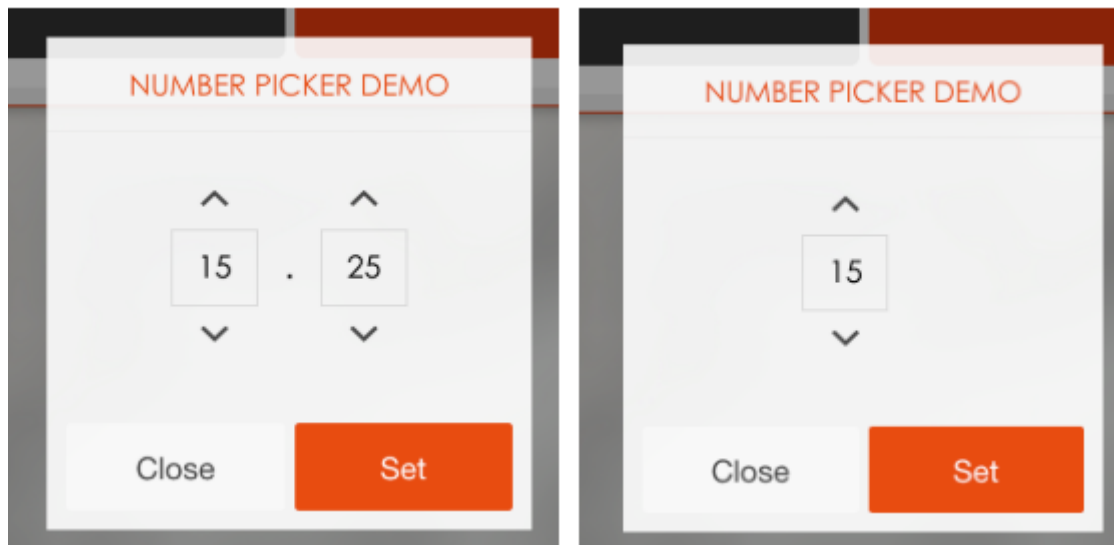 NUMBER PICKER DEMO
15 . 25
Close Set
NUMBER PICKER DEMO
15
Close Set